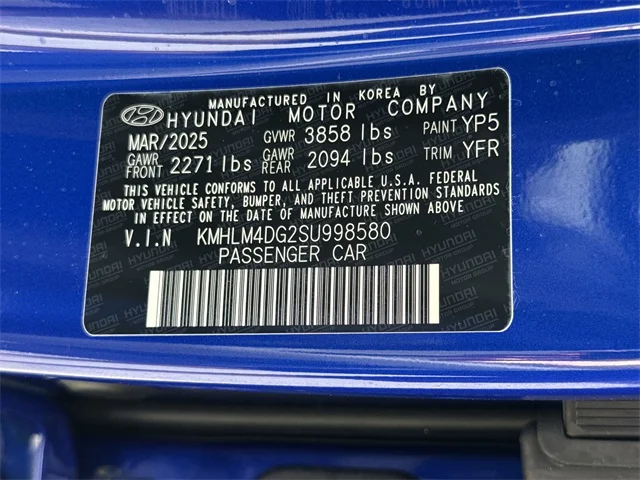 MANUFACTURED IN KOREA BY
HYUNDAI MOTOR COMPANY
MAR/2025 GVWR 3858 lbs PAINT YP5
GAWR FRONT 2271 lbs GAWR REAR 2094 lbs TRIM YFR
THIS VEHICLE CONFORMS TO ALL APPLICABLE U.S.A. FEDERAL
MOTOR VEHICLE SAFETY, BUMPER, AND THEFT PREVENTION STANDARDS
IN EFFECT ON THE DATE OF MANUFACTURE SHOWN ABOVE.
V.I.N KMHLM4DG2SU998580
PASSENGER CAR